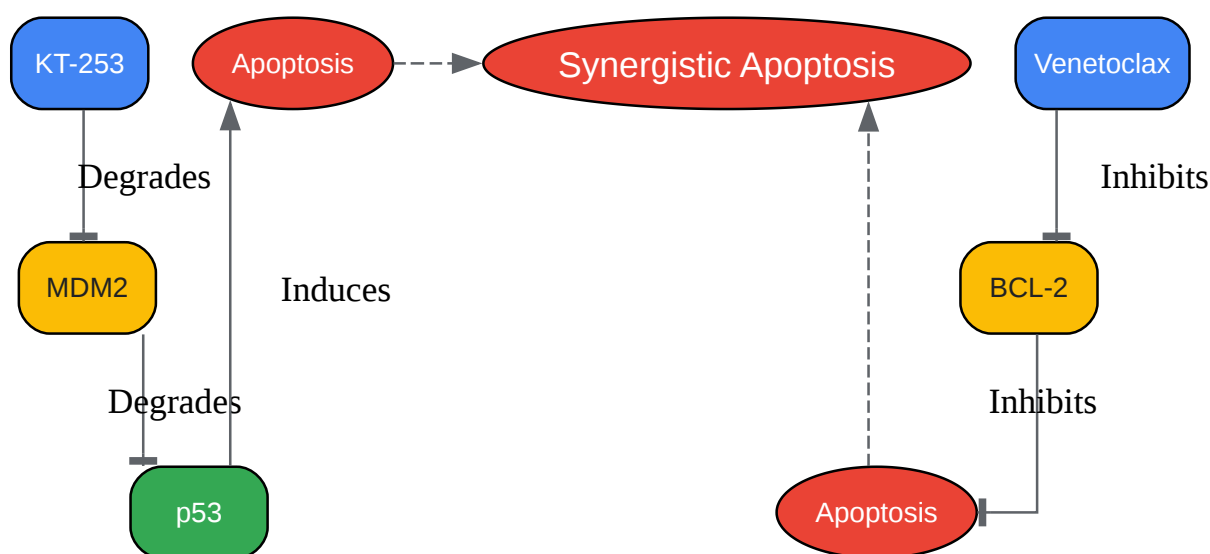 KT-253
Apoptosis
Synergistic Apoptosis
Venetoclax
Degrades
Inhibits
MDM2
Induces
BCL-2
Degrades
Inhibits
p53
Apoptosis